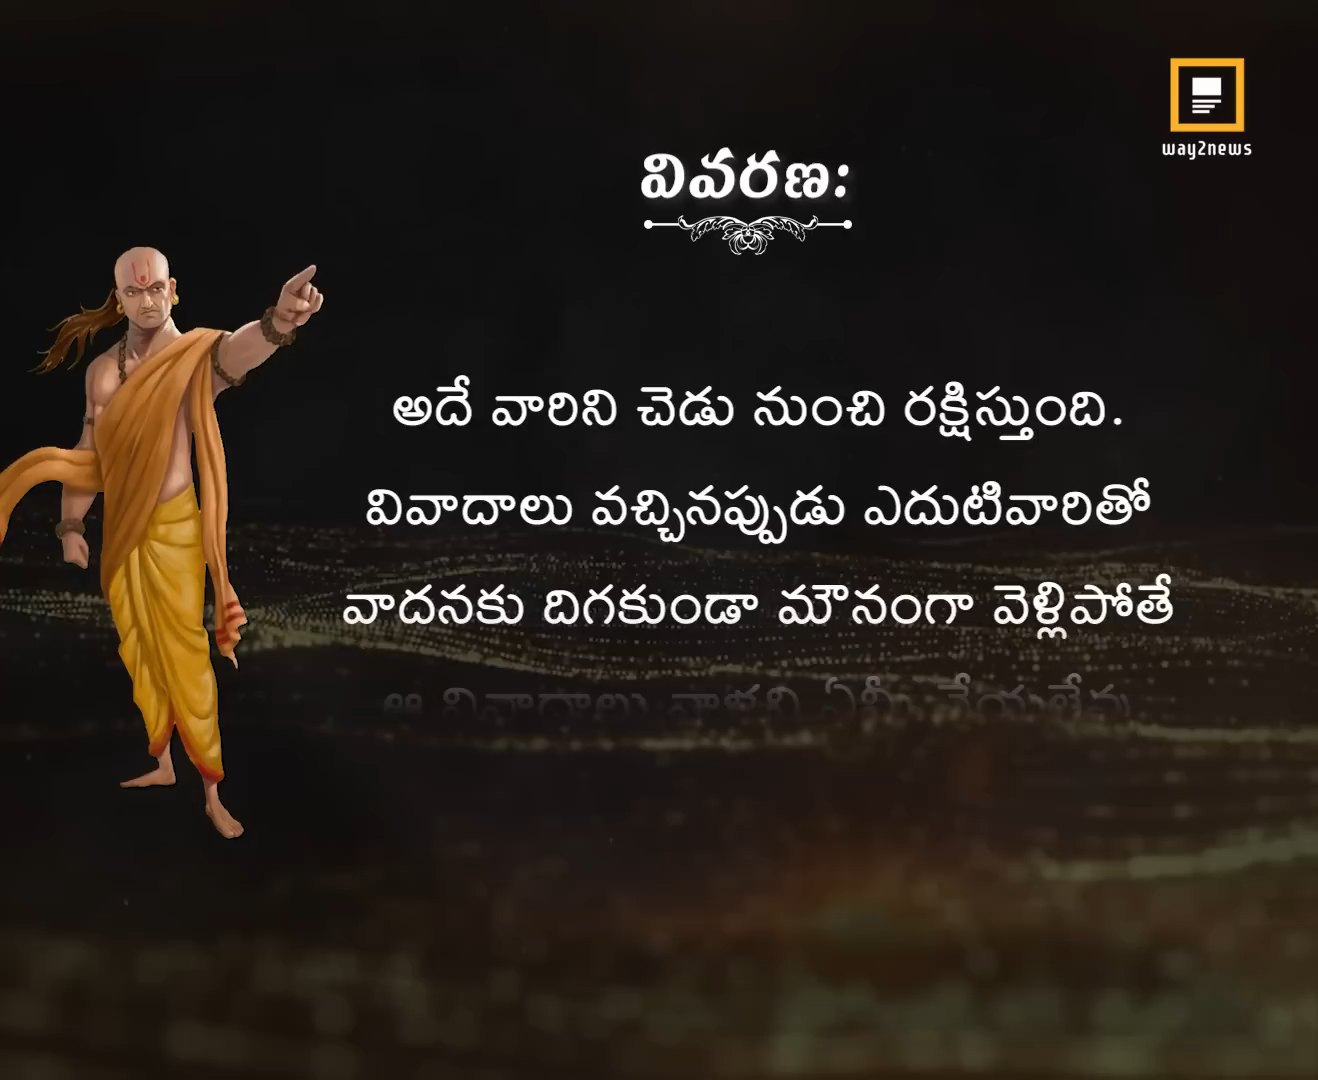 way2news
వివరణ:
అదే వారిని చెడు నుంచి రక్షిస్తుంది.
వివాదాలు వచ్చినప్పుడు ఎదుటివారితో
వాదనకు దిగకుండా మౌనంగా వెళ్లిపోతే
ఆ వివాదాలు